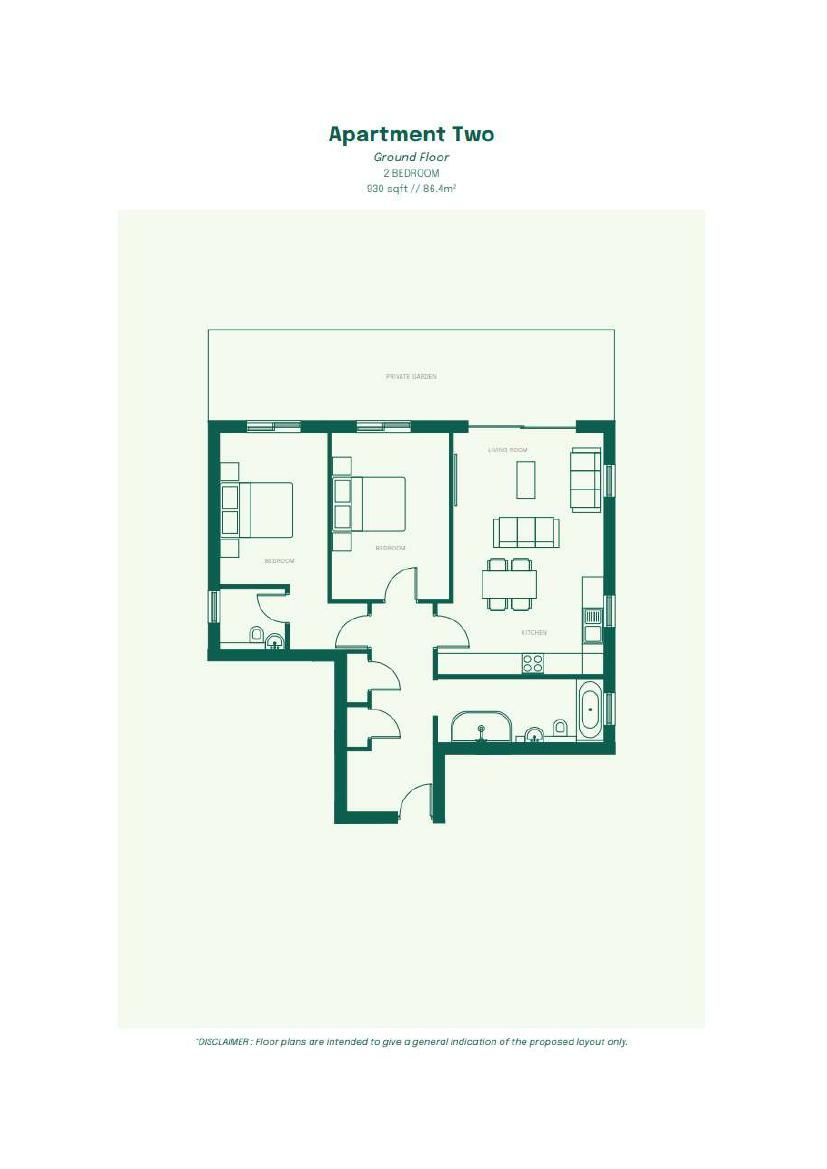 Apartment Two
Ground Floor
2 BEDROOM
930 sqft // 86.4m²
PRIVATE GARDEN
LIVING ROOM
BEDROOM
BEDROOM
KITCHEN
*DISCLAIMER : Floor plans are intended to give a general indication of the proposed layout only.